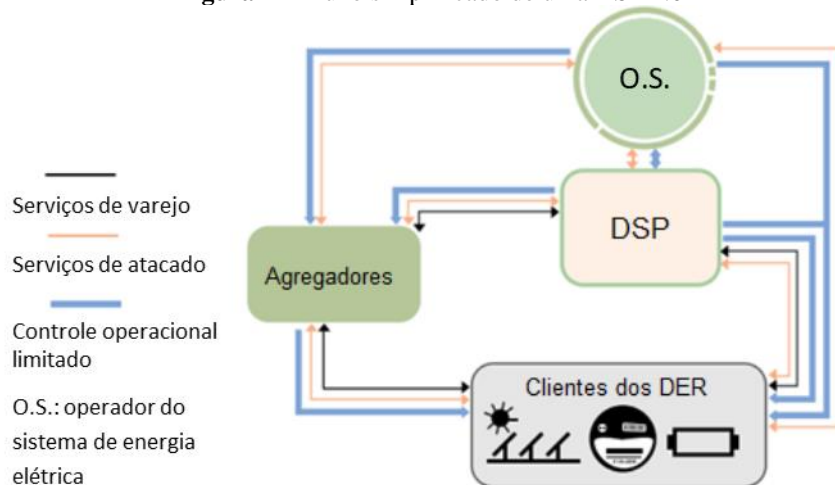 O.S.
Serviços de varejo
Serviços de atacado
Controle operacional
limitado
O.S.: operador do
sistema de energia
elétrica
DSP
Agregadores
Clientes dos DER